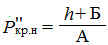 P''кр.н = (h + Б) / А